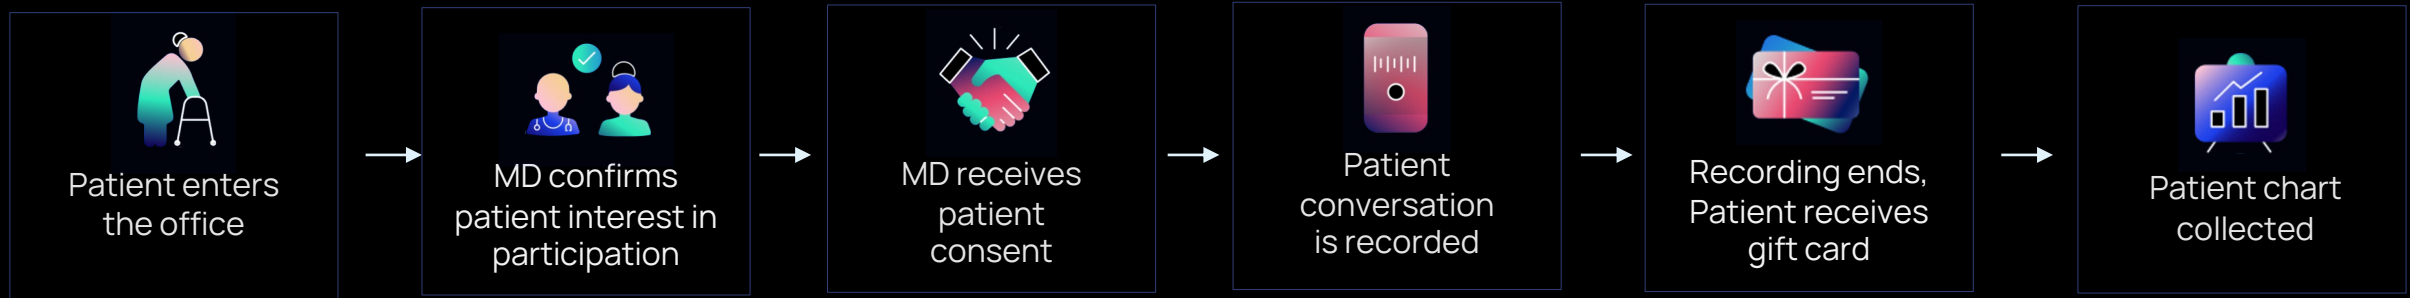 Patient enters
the office
MD confirms
patient interest in
participation
MD receives
patient
consent
Patient
conversation
is recorded
Recording ends,
Patient receives
gift card
Patient chart
collected